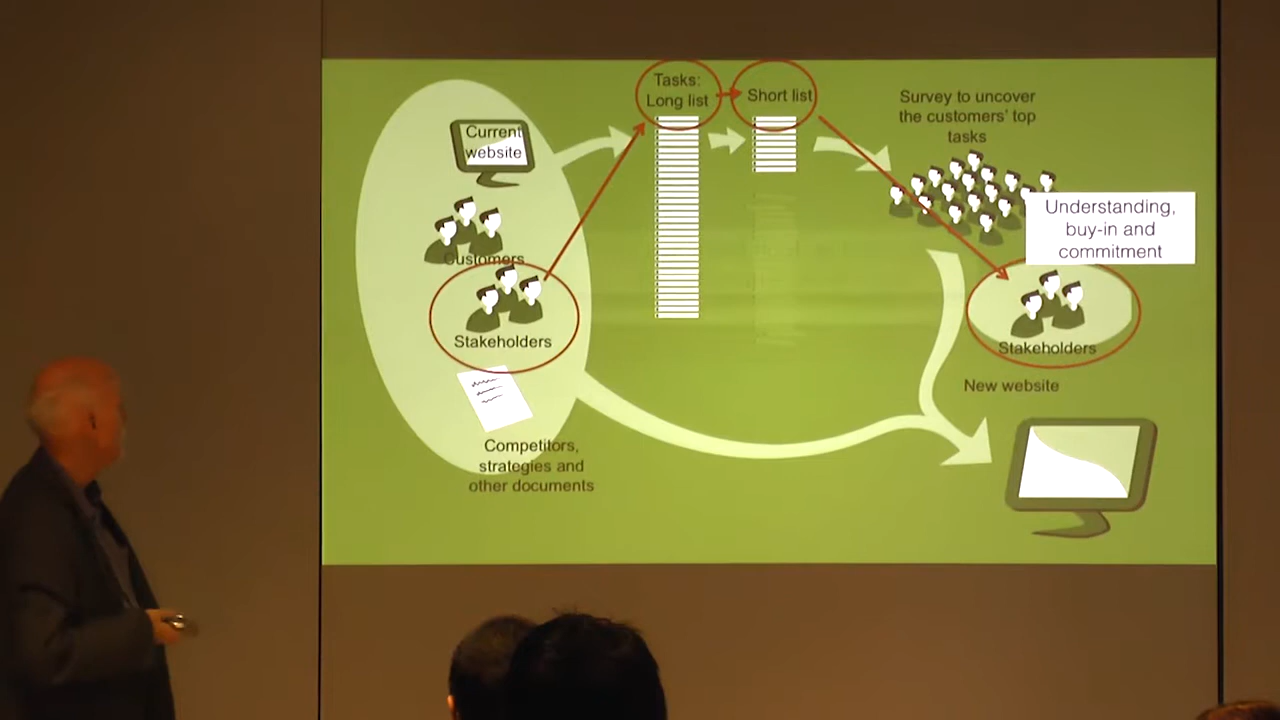 Tasks:
Long list
Short list
Survey to uncover
the customers' top
tasks
Current
website
Understanding,
buy-in and
commitment
Customers
Stakeholders
Stakeholders
New website
Competitors,
strategies and
other documents